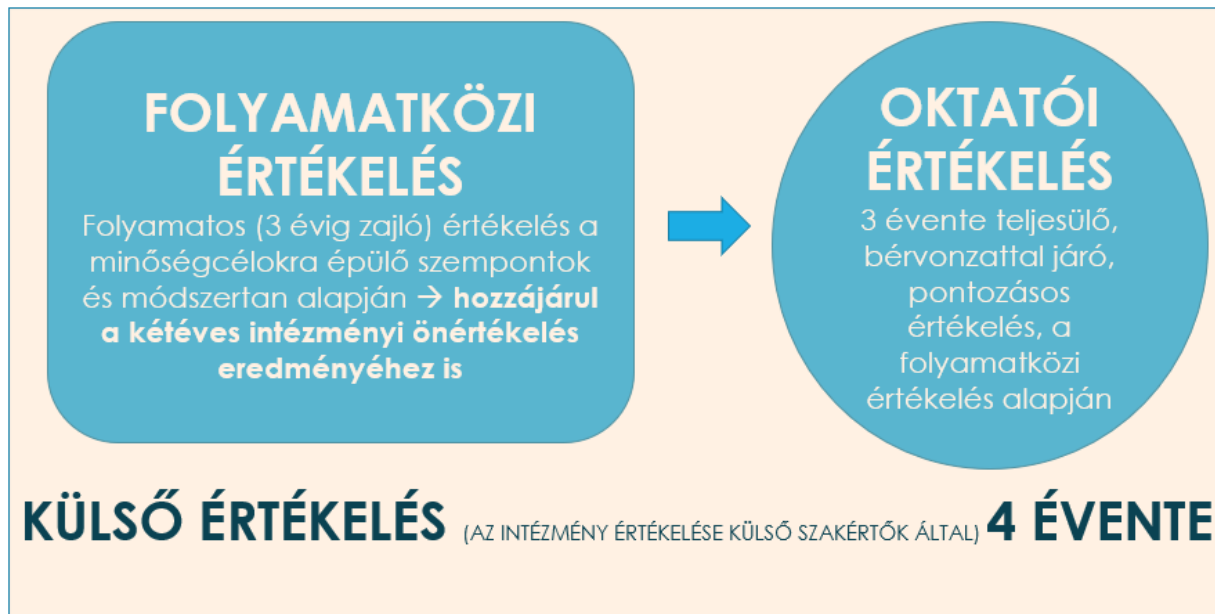 FOLYAMATKÖZI
ÉRTÉKELÉS
Folyamatos (3 évig zajló) értékelés a
minőségcélokra épülő szempontok
és módszertan alapján → hozzájárul
a kétéves intézményi önértékelés
eredményéhez is
OKTATÓI
ÉRTÉKELÉS
3 évente teljesülő,
bérvonzattal járó,
pontozásos
értékelés, a
folyamatközi
értékelés alapján
KÜLSŐ ÉRTÉKELÉS (AZ INTÉZMÉNY ÉRTÉKELÉSE KÜLSŐ SZAKÉRTŐK ÁLTAL) 4 ÉVENTE